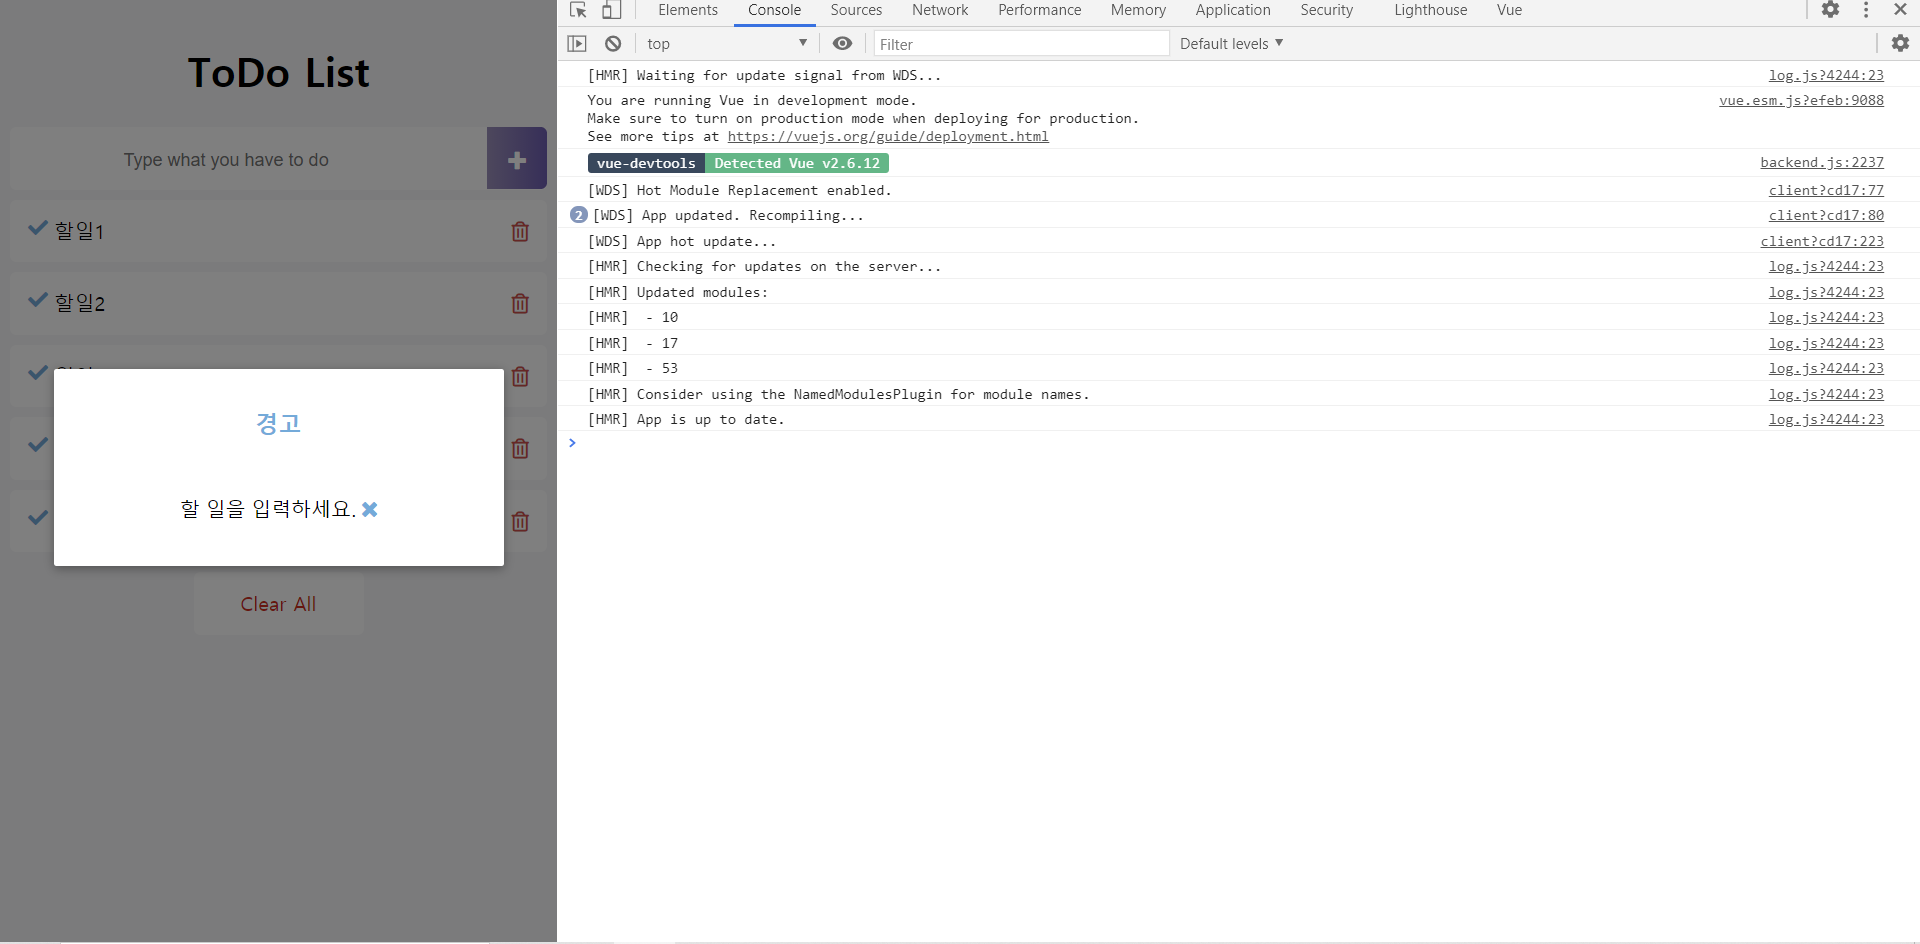 ToDo List
Type what you have to do
할일1
할일2
경고
할 일을 입력하세요.
Clear All
Elements Console Sources Network Performance Memory Application Security Lighthouse Vue
top Filter Default levels
[HMR] Waiting for update signal from WDS... log.js?4244:23
You are running Vue in development mode. vue.esm.js?efeb:9088
Make sure to turn on production mode when deploying for production.
See more tips at https://vuejs.org/guide/deployment.html
vue-devtools Detected Vue v2.6.12 backend.js:2237
[WDS] Hot Module Replacement enabled. client?cd17:77
2 [WDS] App updated. Recompiling... client?cd17:80
[WDS] App hot update... client?cd17:223
[HMR] Checking for updates on the server... log.js?4244:23
[HMR] Updated modules: log.js?4244:23
[HMR]  - 10 log.js?4244:23
[HMR]  - 17 log.js?4244:23
[HMR]  - 53 log.js?4244:23
[HMR] Consider using the NamedModulesPlugin for module names. log.js?4244:23
[HMR] App is up to date. log.js?4244:23